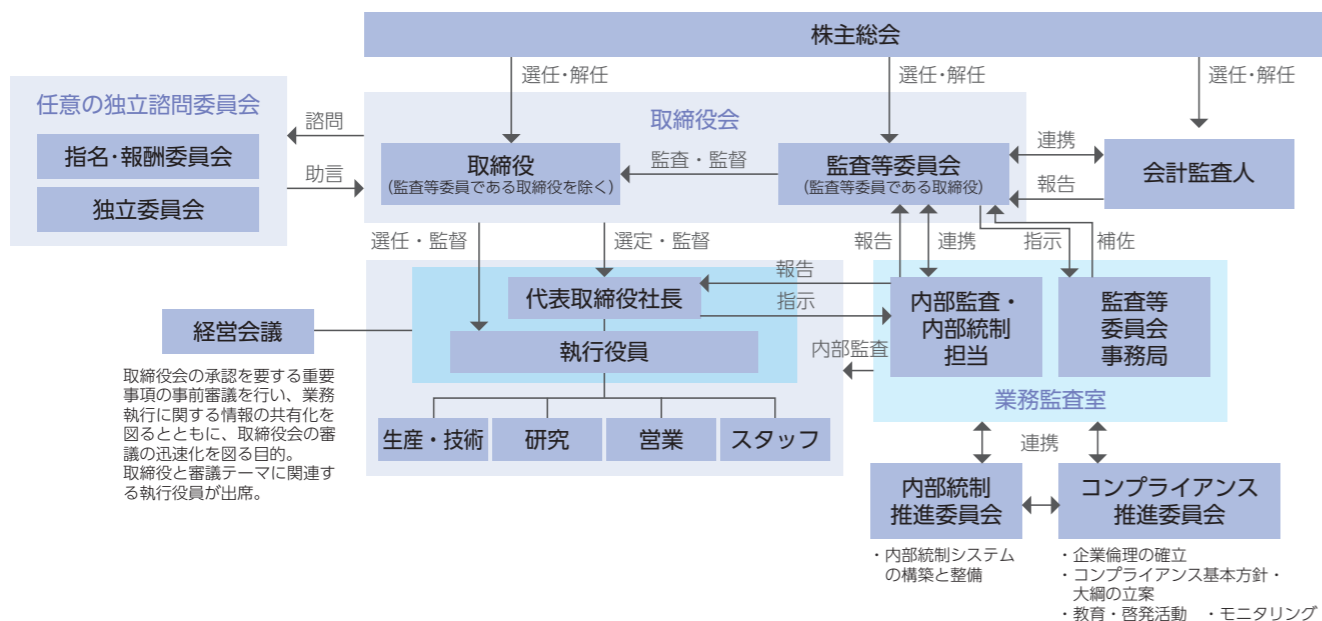 株主総会
選任・解任
選任・解任
選任・解任
任意の独立諮問委員会
指名・報酬委員会
独立委員会
諮問
助言
取締役会
取締役
(監査等委員である取締役を除く)
監査・監督
監査等委員会
(監査等委員である取締役)
連携
報告
会計監査人
選任・監督
選定・監督
報告
連携
指示
補佐
代表取締役社長
報告
指示
執行役員
経営会議
取締役会の承認を要する重要
事項の事前審議を行い、業務
執行に関する情報の共有化を
図るとともに、取締役会の審
議の迅速化を図る目的。
取締役と審議テーマに関連す
る執行役員が出席。
生産・技術
研究
営業
スタッフ
内部監査
内部監査・
内部統制
担当
監査等
委員会
事務局
業務監査室
連携
内部統制
推進委員会
・内部統制システム
の構築と整備
コンプライアンス
推進委員会
・企業倫理の確立
・コンプライアンス基本方針・
大綱の立案
・教育・啓発活動 ・モニタリング